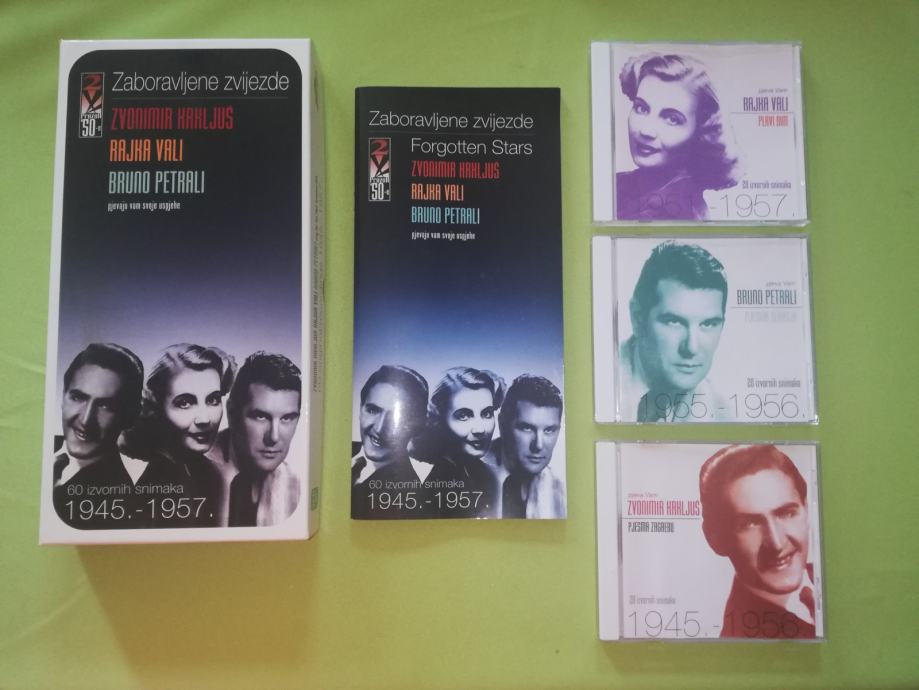 Zaboravljene zvijezde
ZVONIMIR KRKLJUŠ
RAJKA VALI
BRUNO PETRALI
pjevaju vam svoje uspjehe
60 izvornih snimaka
1945.-1957.
Zaboravljene zvijezde
Forgotten Stars
ZVONIMIR KRKLJUŠ
RAJKA VALI
BRUNO PETRALI
pjevaju vam svoje uspjehe
60 izvornih snimaka
1945.-1957.
pjeva Vam
RAJKA VALI
PLAVI DIM
20 izvornih snimaka
1951.-1957.
pjeva Vam
BRUNO PETRALI
20 izvornih snimaka
1955.-1956.
pjeva Vam
ZVONIMIR KRKLJUŠ
PJESMA ZAGREBU
20 izvornih snimaka
1945.-1956.